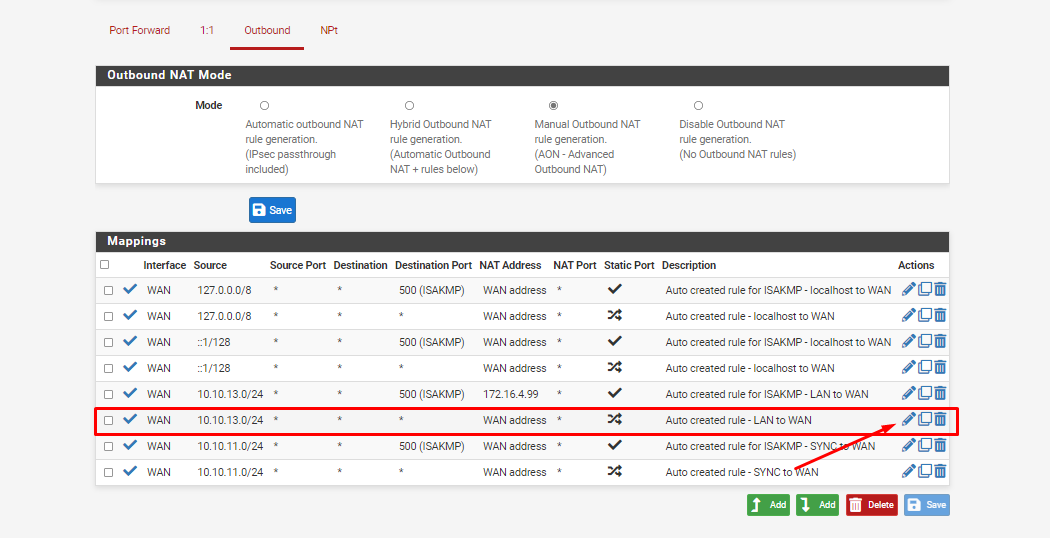 Port Forward 1:1 Outbound NPt
Outbound NAT Mode
Mode
Automatic outbound NAT
rule generation.
(IPsec passthrough
included)
Hybrid Outbound NAT
rule generation.
(Automatic Outbound
NAT + rules below)
Manual Outbound NAT
rule generation.
(AON - Advanced
Outbound NAT)
Disable Outbound NAT
rule generation.
(No Outbound NAT rules)
Save
Mappings
Interface Source Source Port Destination Destination Port NAT Address NAT Port Static Port Description Actions
WAN 127.0.0.0/8 * * 500 (ISAKMP) WAN address * Auto created rule for ISAKMP - localhost to WAN
WAN 127.0.0.0/8 * * * WAN address * Auto created rule - localhost to WAN
WAN ::1/128 * * 500 (ISAKMP) WAN address * Auto created rule for ISAKMP - localhost to WAN
WAN ::1/128 * * * WAN address * Auto created rule - localhost to WAN
WAN 10.10.13.0/24 * * 500 (ISAKMP) 172.16.4.99 * Auto created rule for ISAKMP - LAN to WAN
WAN 10.10.13.0/24 * * * WAN address * Auto created rule - LAN to WAN
WAN 10.10.11.0/24 * * 500 (ISAKMP) WAN address * Auto created rule for ISAKMP - SYNC to WAN
WAN 10.10.11.0/24 * * * WAN address * Auto created rule - SYNC to WAN
Add Add Delete Save